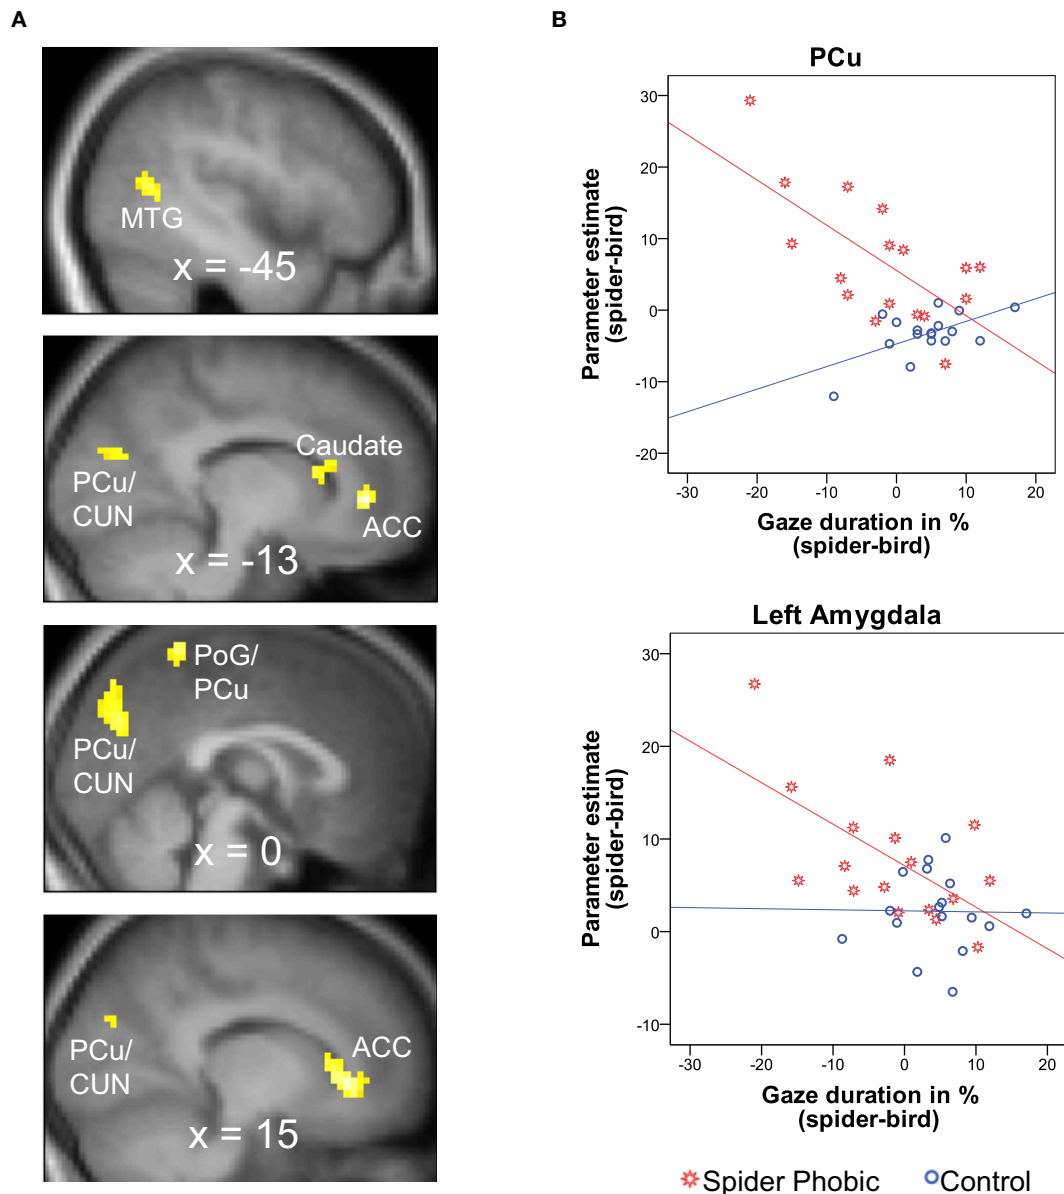 A
MTG
x = -45
Caudate
PCu/
CUN
ACC
x = -13
PoG/
PCu
PCu/
CUN
x = 0
ACC
PCu/
CUN
x = 15
B
PCu
30
20
10
0
-10
-20
Parameter estimate
(spider-bird)
-30
-20
-10
0
10
20
Gaze duration in %
(spider-bird)
Left Amygdala
30
20
10
0
-10
Parameter estimate
(spider-bird)
-30
-20
-10
0
10
20
Gaze duration in %
(spider-bird)
Spider Phobic
Control